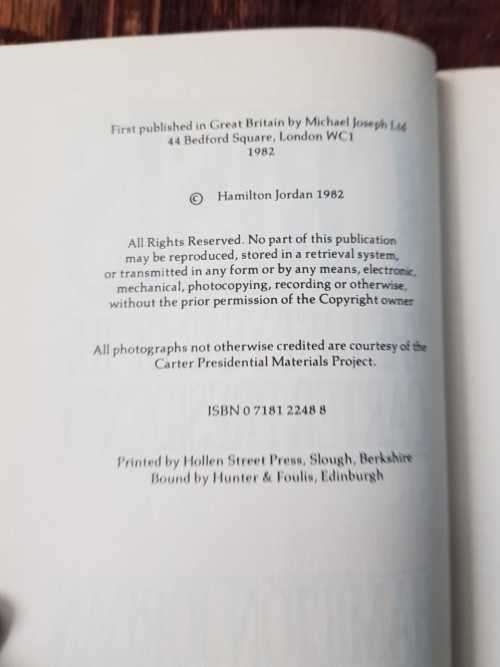 First published in Great Britain by Michael Joseph Ltd
44 Bedford Square, London WC1
1982
© Hamilton Jordan 1982
All Rights Reserved. No part of this publication
may be reproduced, stored in a retrieval system,
or transmitted in any form or by any means, electronic,
mechanical, photocopying, recording or otherwise,
without the prior permission of the Copyright owner
All photographs not otherwise credited are courtesy of the
Carter Presidential Materials Project.
ISBN 0 7181 2248 8
Printed by Hollen Street Press, Slough, Berkshire
Bound by Hunter & Foulis, Edinburgh